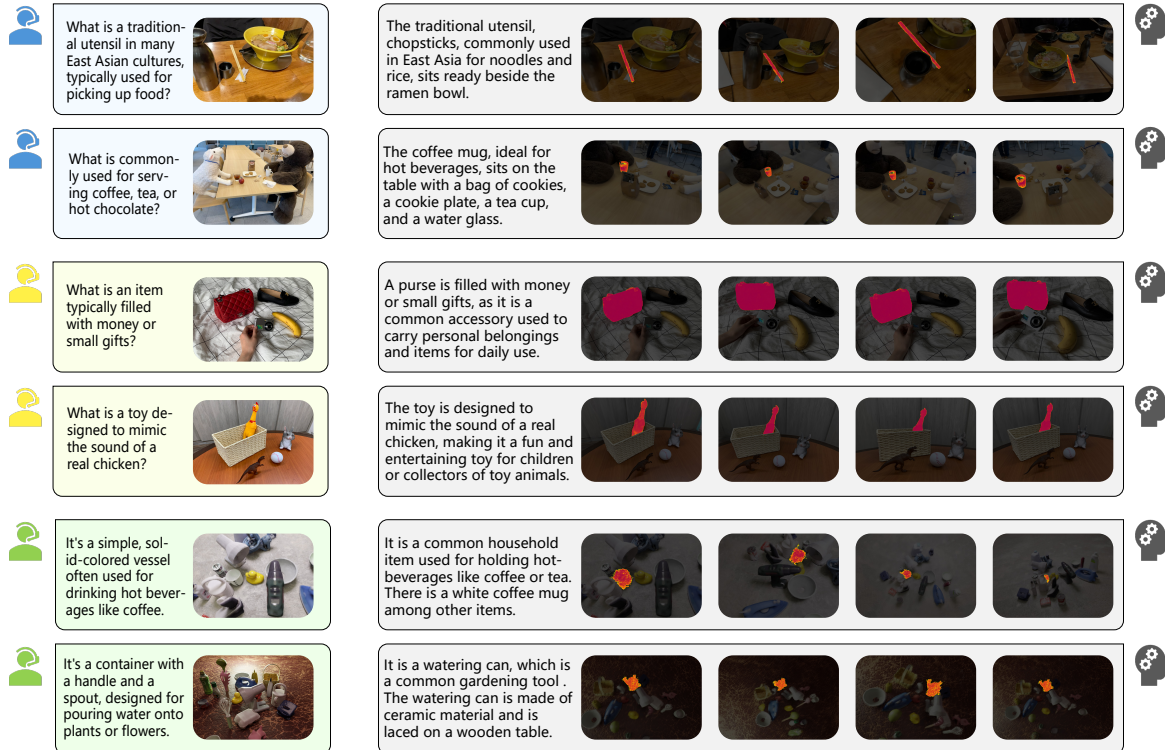 What is a tradition-
al utensil in many
East Asian cultures,
typically used for
picking up food?
The traditional utensil,
chopsticks, commonly used
in East Asia for noodles and
rice, sits ready beside the
ramen bowl.
What is common-
ly used for serv-
ing coffee, tea, or
hot chocolate?
The coffee mug, ideal for
hot beverages, sits on the
table with a bag of cookies,
a cookie plate, a tea cup,
and a water glass.
What is an item
typically filled
with money or
small gifts?
A purse is filled with money
or small gifts, as it is a
common accessory used to
carry personal belongings
and items for daily use.
What is a toy de-
signed to mimic
the sound of a
real chicken?
The toy is designed to
mimic the sound of a real
chicken, making it a fun and
entertaining toy for children
or collectors of toy animals.
It's a simple, sol-
id-colored vessel
often used for
drinking hot bever-
ages like coffee.
It is a common household
item used for holding hot-
beverages like coffee or tea.
There is a white coffee mug
among other items.
It's a container with
a handle and a
spout, designed for
pouring water onto
plants or flowers.
It is a watering can, which is
a common gardening tool .
The watering can is made of
ceramic material and is
laced on a wooden table.